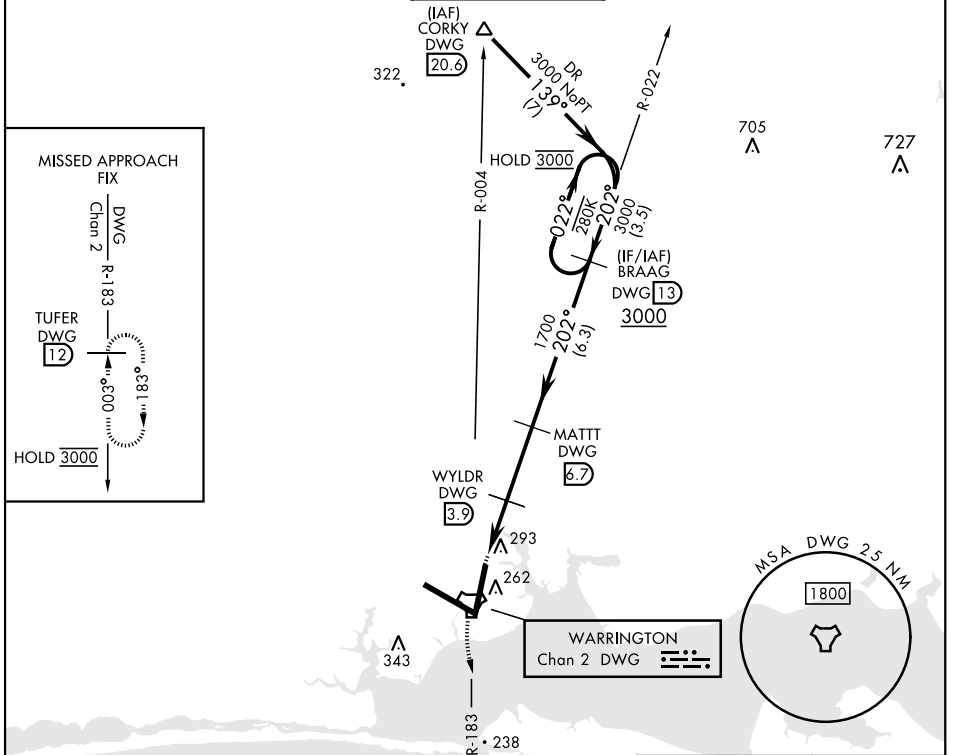 (IAF)
CORKY
DWG
20.6
322
DR
3000 NoPT
139°
(7)
R-022
705
727
MISSED APPROACH
FIX
DWG
Chan 2
R-183
TUFER
DWG
12
003°
183°
HOLD 3000
R-004
HOLD 3000
022°
280K
202°
3000
(3.5)
(IF/IAF)
BRAAG
DWG 13
3000
1700
202°
(6.3)
MATTT
DWG
6.7
WYLDR
DWG
3.9
293
262
343
WARRINGTON
Chan 2 DWG
MSA DWG 25 NM
1800
R-183
238